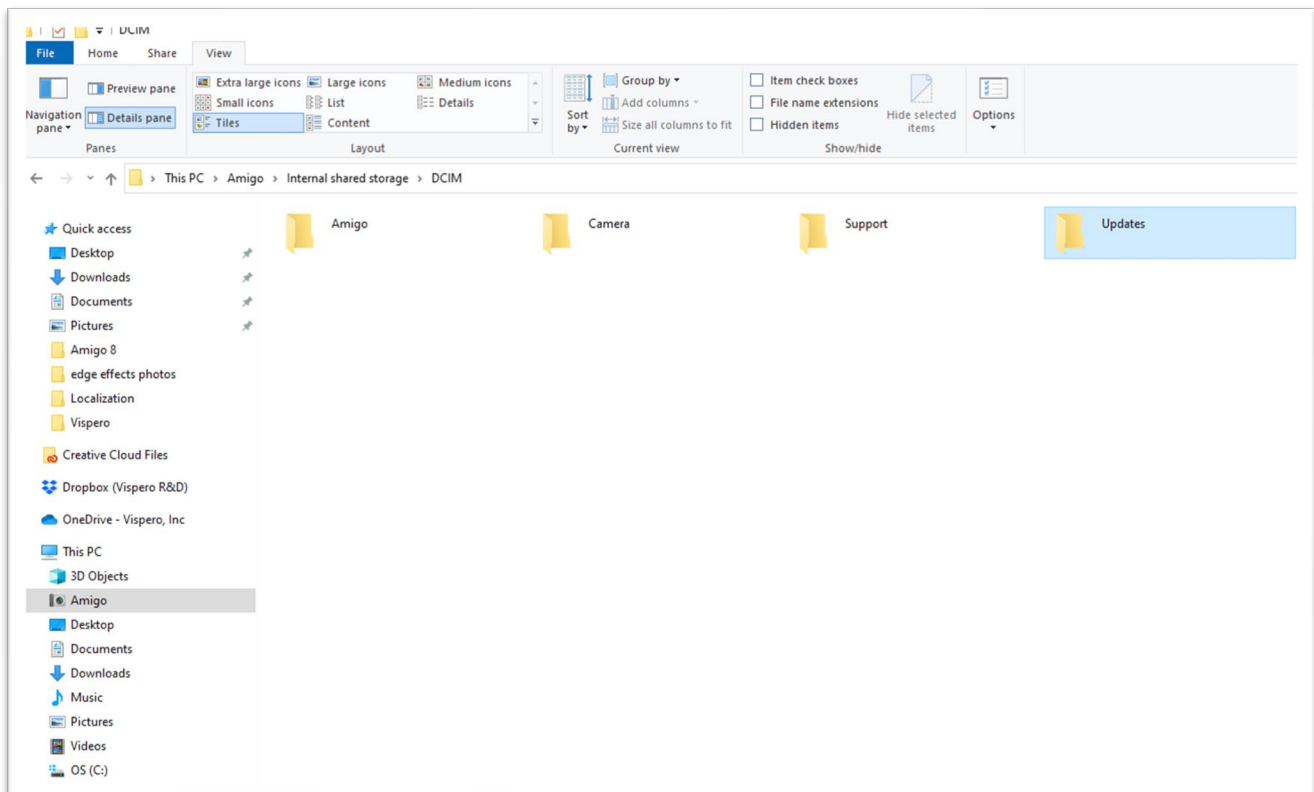 DCIM
File Home Share View
Navigation pane
Preview pane
Details pane
Panes
Extra large icons Large icons Medium icons
Small icons List Details
Tiles Content
Layout
Sort by
Group by
Add columns
Size all columns to fit
Current view
Item check boxes
File name extensions
Hidden items
Hide selected items
Show/hide
Options
This PC > Amigo > Internal shared storage > DCIM
Quick access
Desktop
Downloads
Documents
Pictures
Amigo 8
edge effects photos
Localization
Vispero
Creative Cloud Files
Dropbox (Vispero R&D)
OneDrive - Vispero, Inc
This PC
3D Objects
Amigo
Desktop
Documents
Downloads
Music
Pictures
Videos
OS (C:)
Amigo Camera Support Updates